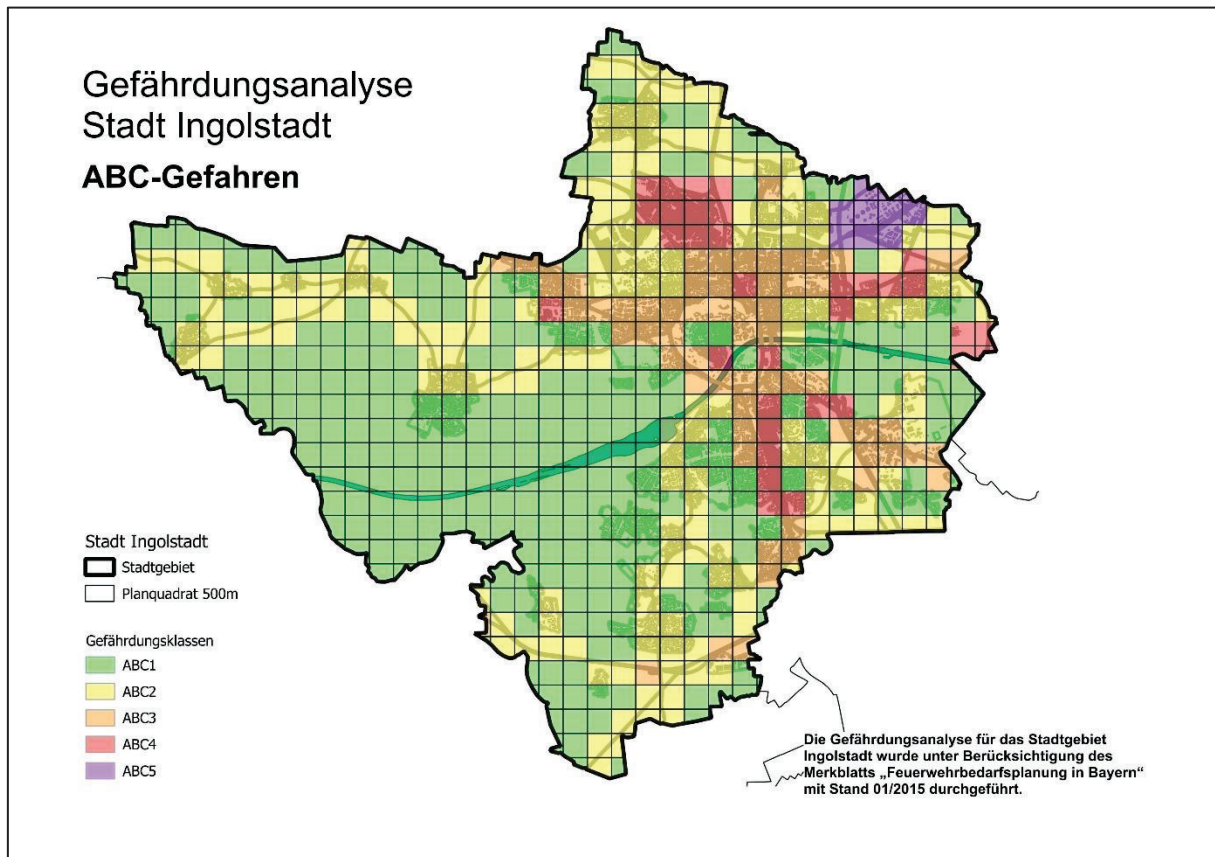 Gefährdungsanalyse
Stadt Ingolstadt
ABC-Gefahren
Stadt Ingolstadt
Stadtgebiet
Planquadrat 500m
Gefährdungsklassen
ABC1
ABC2
ABC3
ABC4
ABC5
Die Gefährdungsanalyse für das Stadtgebiet
Ingolstadt wurde unter Berücksichtigung des
Merkblatts „Feuerwehrbedarfsplanung in Bayern“
mit Stand 01/2015 durchgeführt.